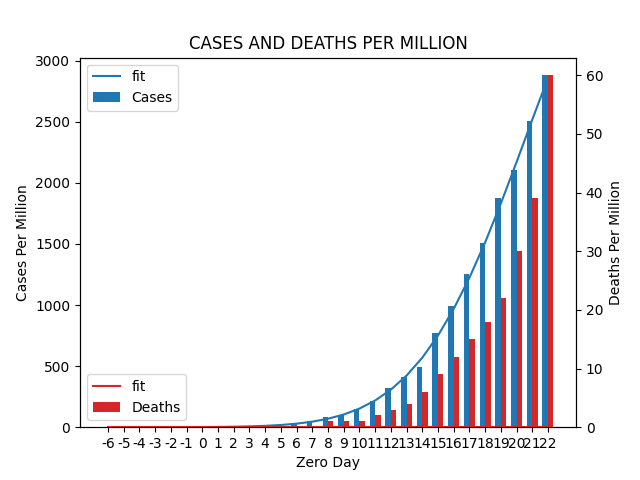 CASES AND DEATHS PER MILLION
3000
2500
2000
1500
1000
500
0
Cases Per Million
fit
Cases
fit
Deaths
60
50
40
30
20
10
0
Deaths Per Million
-6 -5 -4 -3 -2 -1 0 1 2 3 4 5 6 7 8 9 10 11 12 13 14 15 16 17 18 19 20 21 22
Zero Day